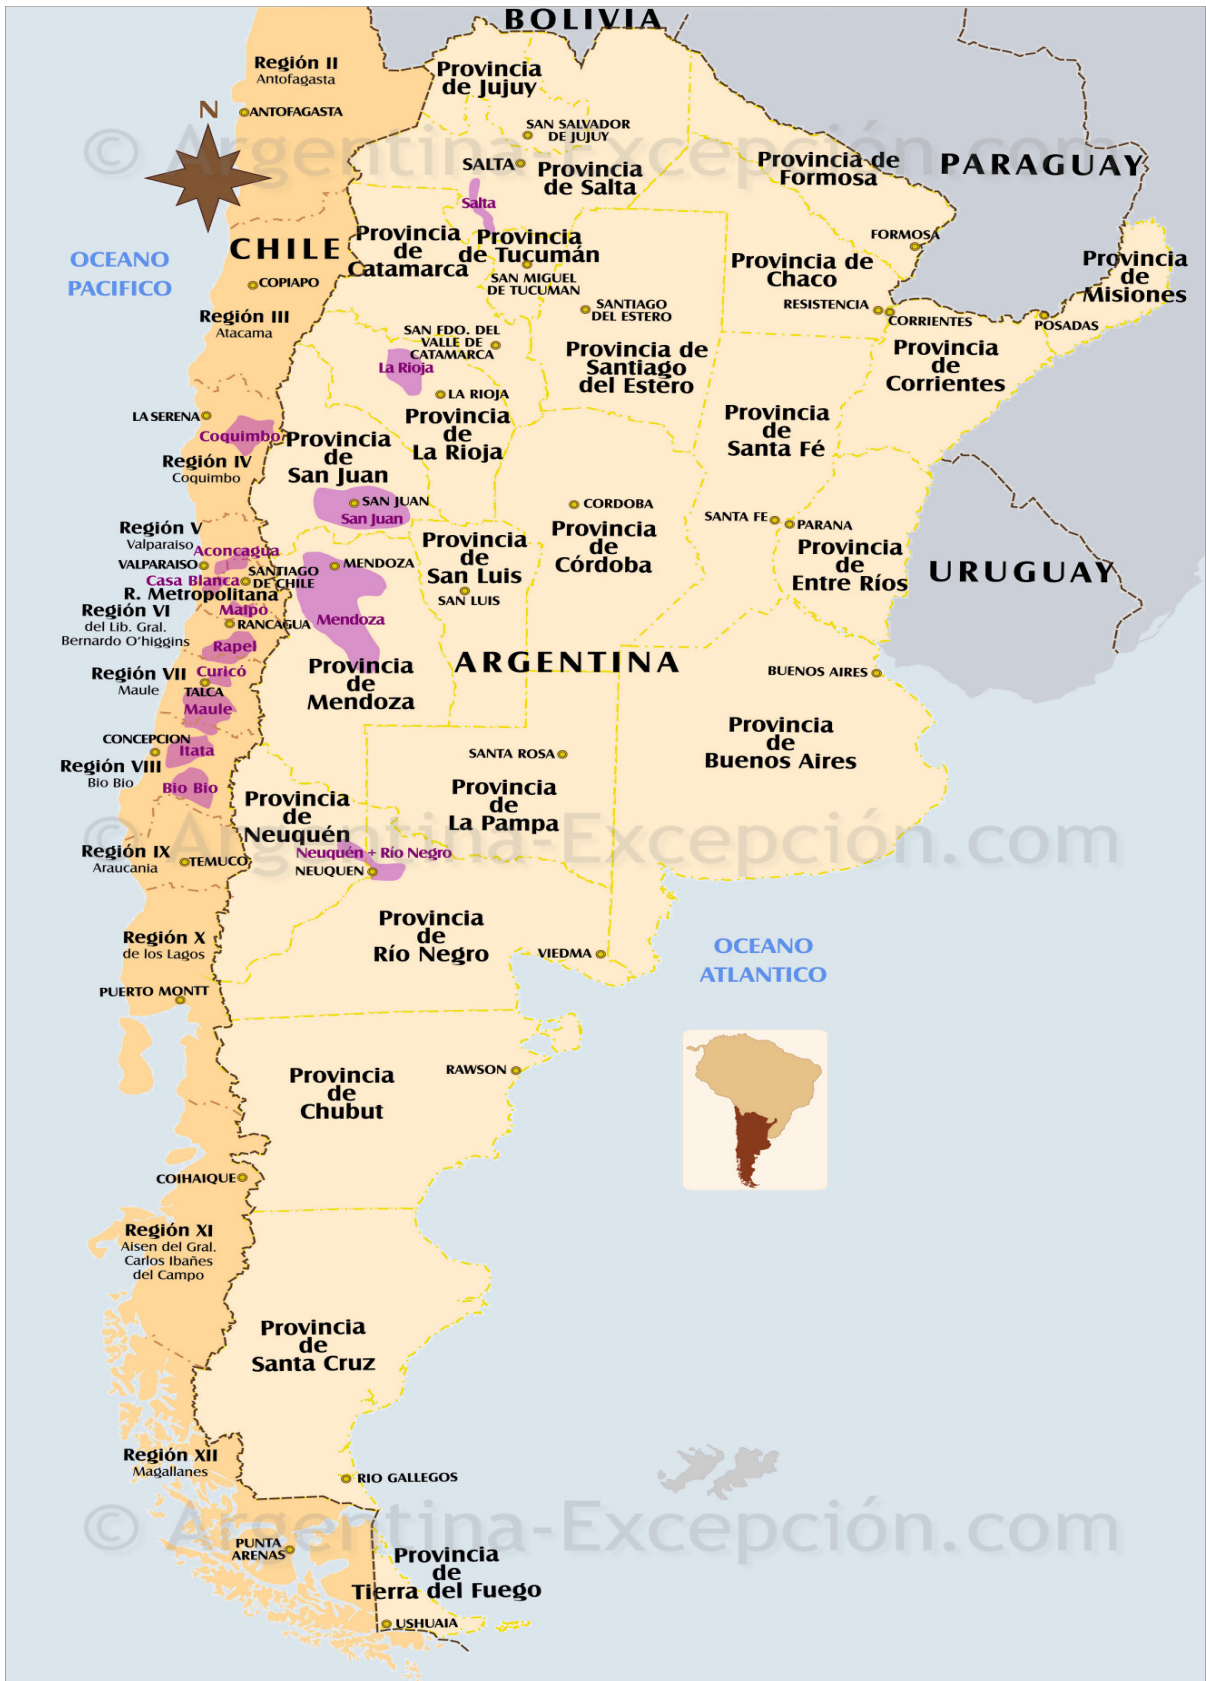 BOLIVIA
Región II
Antofagasta
Provincia
de Jujuy
N
ANTOFAGASTA
SAN SALVADOR
DE JUJUY
© Argentina-Excepción.com
SALTA
Provincia
de Salta
Provincia de
Formosa
PARAGUAY
Salta
CHILE
Provincia
de
Catamarca
Provincia
de Tucumán
FORMOSA
OCEANO
PACIFICO
SAN MIGUEL
DE TUCUMAN
Provincia de
Chaco
Provincia
de
Misiones
COPIAPO
Región III
Atacama
SANTIAGO
DEL ESTERO
RESISTENCIA
CORRIENTES
POSADAS
SAN FDO. DEL
VALLE DE
CATAMARCA
La Rioja
Provincia de
Santiago
del Estero
Provincia
de
Corrientes
LA RIOJA
LA SERENA
Coquimbo
Provincia
de
La Rioja
Provincia
de
Santa Fé
Provincia
de
San Juan
Región IV
Coquimbo
SAN JUAN
San Juan
CORDOBA
SANTA FE
PARANA
Región V
Valparaiso
Aconcagua
Provincia
de
San Luis
Provincia
de
Córdoba
Provincia
de
Entre Ríos
URUGUAY
VALPARAISO
MENDOZA
SANTIAGO
DE CHILE
Casa Blanca
R. Metropolitana
SAN LUIS
Región VI
del Lib. Gral.
Bernardo O'higgins
Maipo
RANCAGUA
Mendoza
Rapel
ARGENTINA
Región VII
Maule
Curicó
TALCA
Maule
Provincia
de
Mendoza
BUENOS AIRES
Provincia
de
Buenos Aires
CONCEPCION
Itata
SANTA ROSA
Región VIII
Bio Bio
Bio Bio
Provincia
de
La Pampa
Provincia
de
Neuquén
© Argentina-Excepción.com
Región IX
Araucania
TEMUCO
Neuquén + Río Negro
NEUQUEN
Provincia
de
Río Negro
Región X
de los Lagos
VIEDMA
OCEANO
ATLANTICO
PUERTO MONTT
Provincia
de
Chubut
RAWSON
COIHAIQUE
Región XI
Aisen del Gral.
Carlos Ibañes
del Campo
Provincia
de
Santa Cruz
Región XII
Magallanes
RIO GALLEGOS
© Argentina-Excepción.com
PUNTA
ARENAS
Provincia
de
Tierra del Fuego
USHUAIA